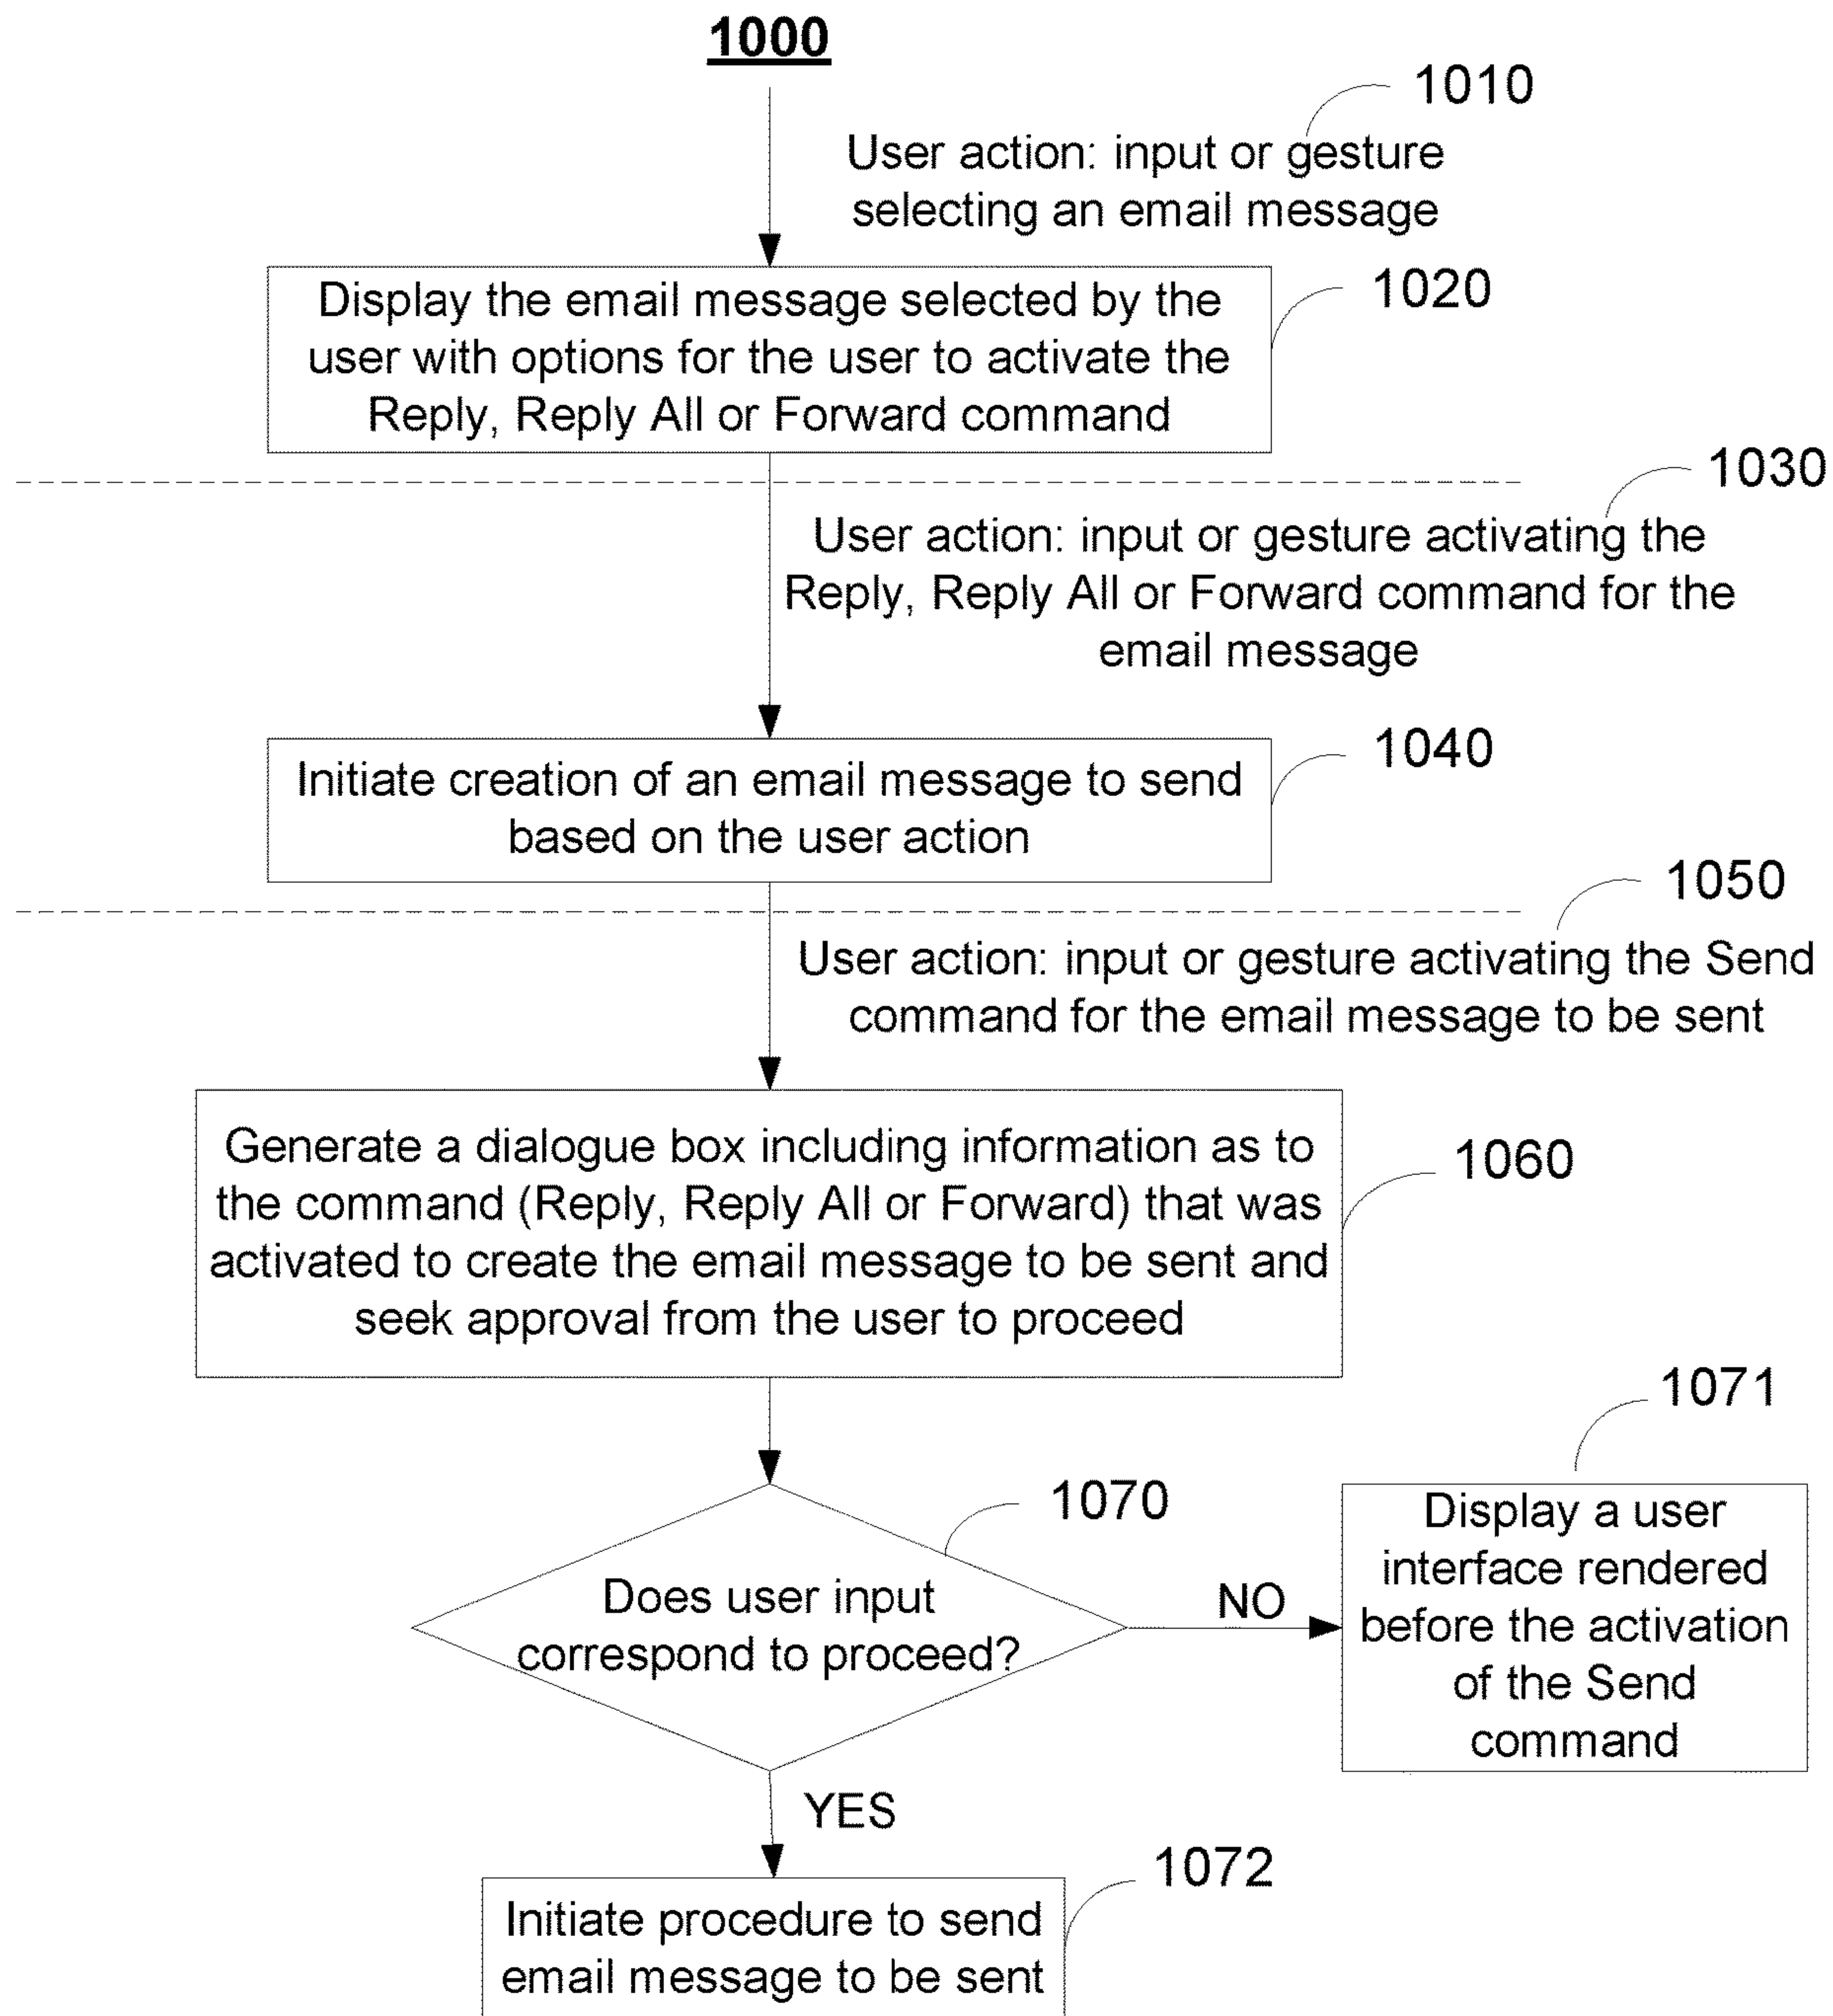 1000
1010
User action: input or gesture
selecting an email message
Display the email message selected by the
user with options for the user to activate the
Reply, Reply All or Forward command
1020
1030
User action: input or gesture activating the
Reply, Reply All or Forward command for the
email message
Initiate creation of an email message to send
based on the user action
1040
1050
User action: input or gesture activating the Send
command for the email message to be sent
Generate a dialogue box including information as to
the command (Reply, Reply All or Forward) that was
activated to create the email message to be sent and
seek approval from the user to proceed
1060
1070
Does user input
correspond to proceed?
NO
1071
Display a user
interface rendered
before the activation
of the Send
command
YES
1072
Initiate procedure to send
email message to be sent